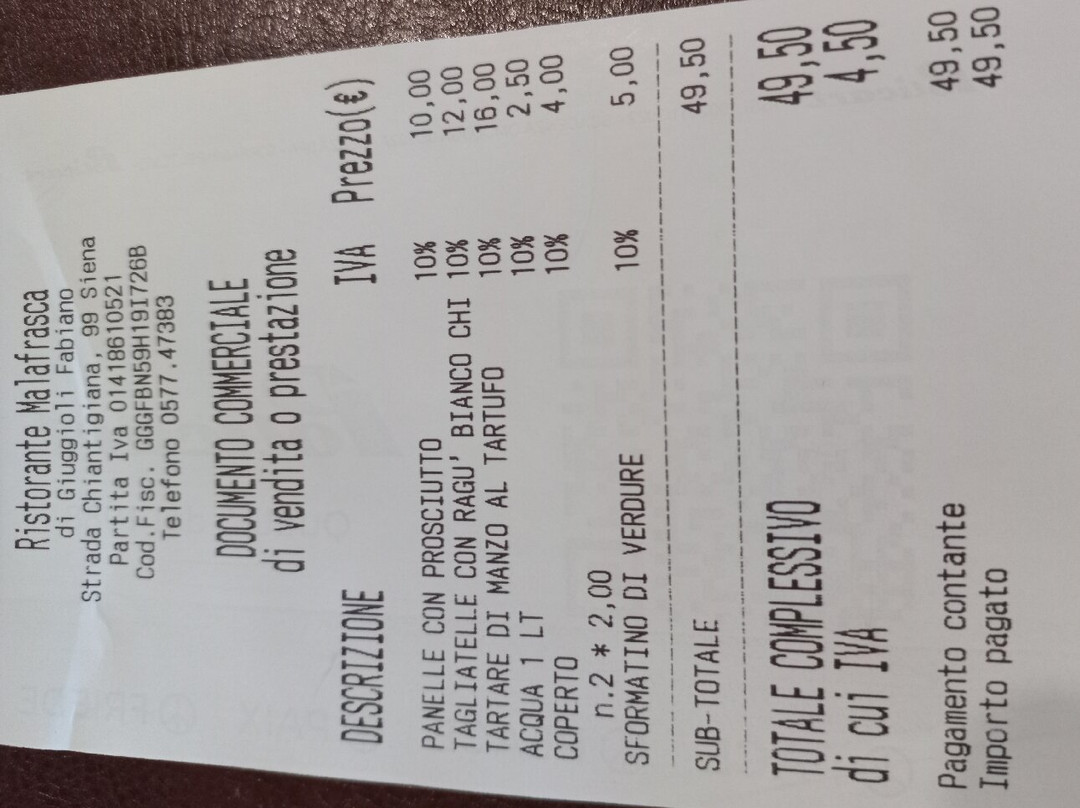 Ristorante Malafrasca
di Giuggioli Fabiano
Strada Chiantigiana, 99 Siena
Partita Iva 01418610521
Cod.Fisc. GGGFBN59H19I726B
Telefono 0577.47383
DOCUMENTO COMMERCIALE
di vendita o prestazione
DESCRIZIONE IVA Prezzo(€)
PANELLE CON PROSCIUTTO 10% 10,00
TAGLIATELLE CON RAGU' BIANCO CHI 10% 12,00
TARTARE DI MANZO AL TARTUFO 10% 16,00
ACQUA 1 LT 10% 2,50
COPERTO 10% 4,00
n.2 * 2,00
SFORMATINO DI VERDURE 10% 5,00
SUB-TOTALE 49,50
TOTALE COMPLESSIVO 49,50
di cui IVA 4,50
Pagamento contante 49,50
Importo pagato 49,50